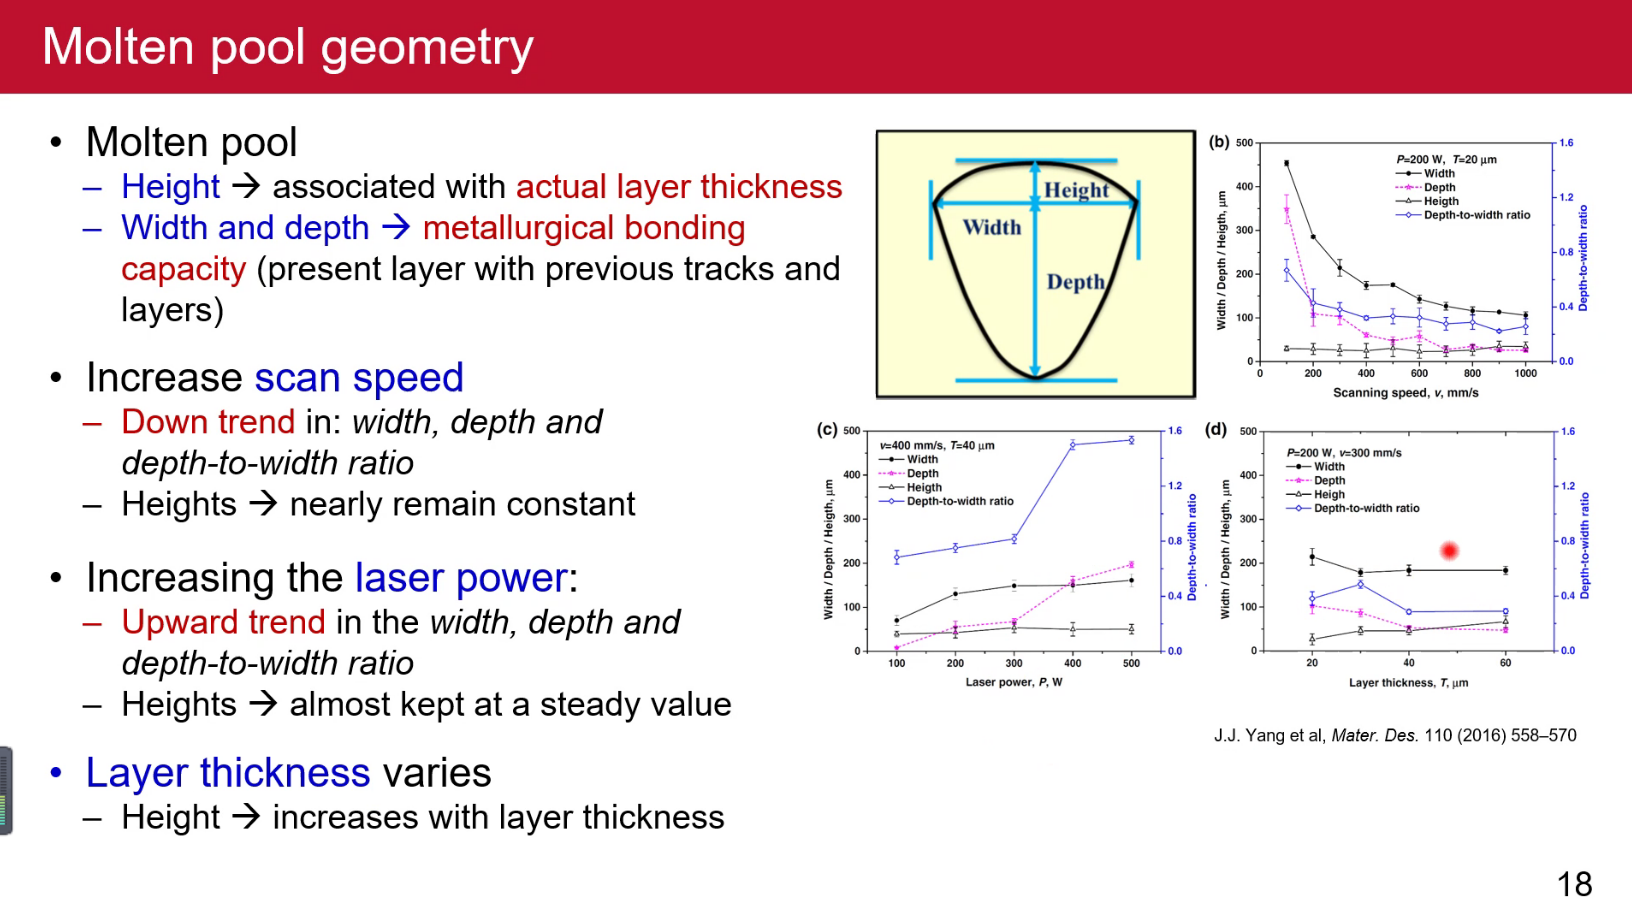 Molten pool geometry
• Molten pool
– Height → associated with actual layer thickness
– Width and depth → metallurgical bonding
capacity (present layer with previous tracks and
layers)
• Increase scan speed
– Down trend in: width, depth and
depth-to-width ratio
– Heights → nearly remain constant
• Increasing the laser power:
– Upward trend in the width, depth and
depth-to-width ratio
– Heights → almost kept at a steady value
• Layer thickness varies
– Height → increases with layer thickness
Height
Width
Depth
(b)
P=200 W, T=20 μm
Width
Depth
Heigth
Depth-to-width ratio
Width / Depth / Heigth, μm
500
400
300
200
100
0
1.6
1.2
0.8
0.4
0.0
Depth-to-width ratio
0 200 400 600 800 1000
Scanning speed, v, mm/s
(c)
v=400 mm/s, T=40 μm
Width
Depth
Heigth
Depth-to-width ratio
Width / Depth / Heigth, μm
500
400
300
200
100
0
1.6
1.2
0.8
0.4
0.0
Depth-to-width ratio
100 200 300 400 500
Laser power, P, W
(d)
P=200 W, v=300 mm/s
Width
Depth
Heigh
Depth-to-width ratio
Width / Depth / Heigth, μm
500
400
300
200
100
0
1.6
1.2
0.8
0.4
0.0
Depth-to-width ratio
20 40 60
Layer thickness, T, μm
J.J. Yang et al, Mater. Des. 110 (2016) 558–570
18